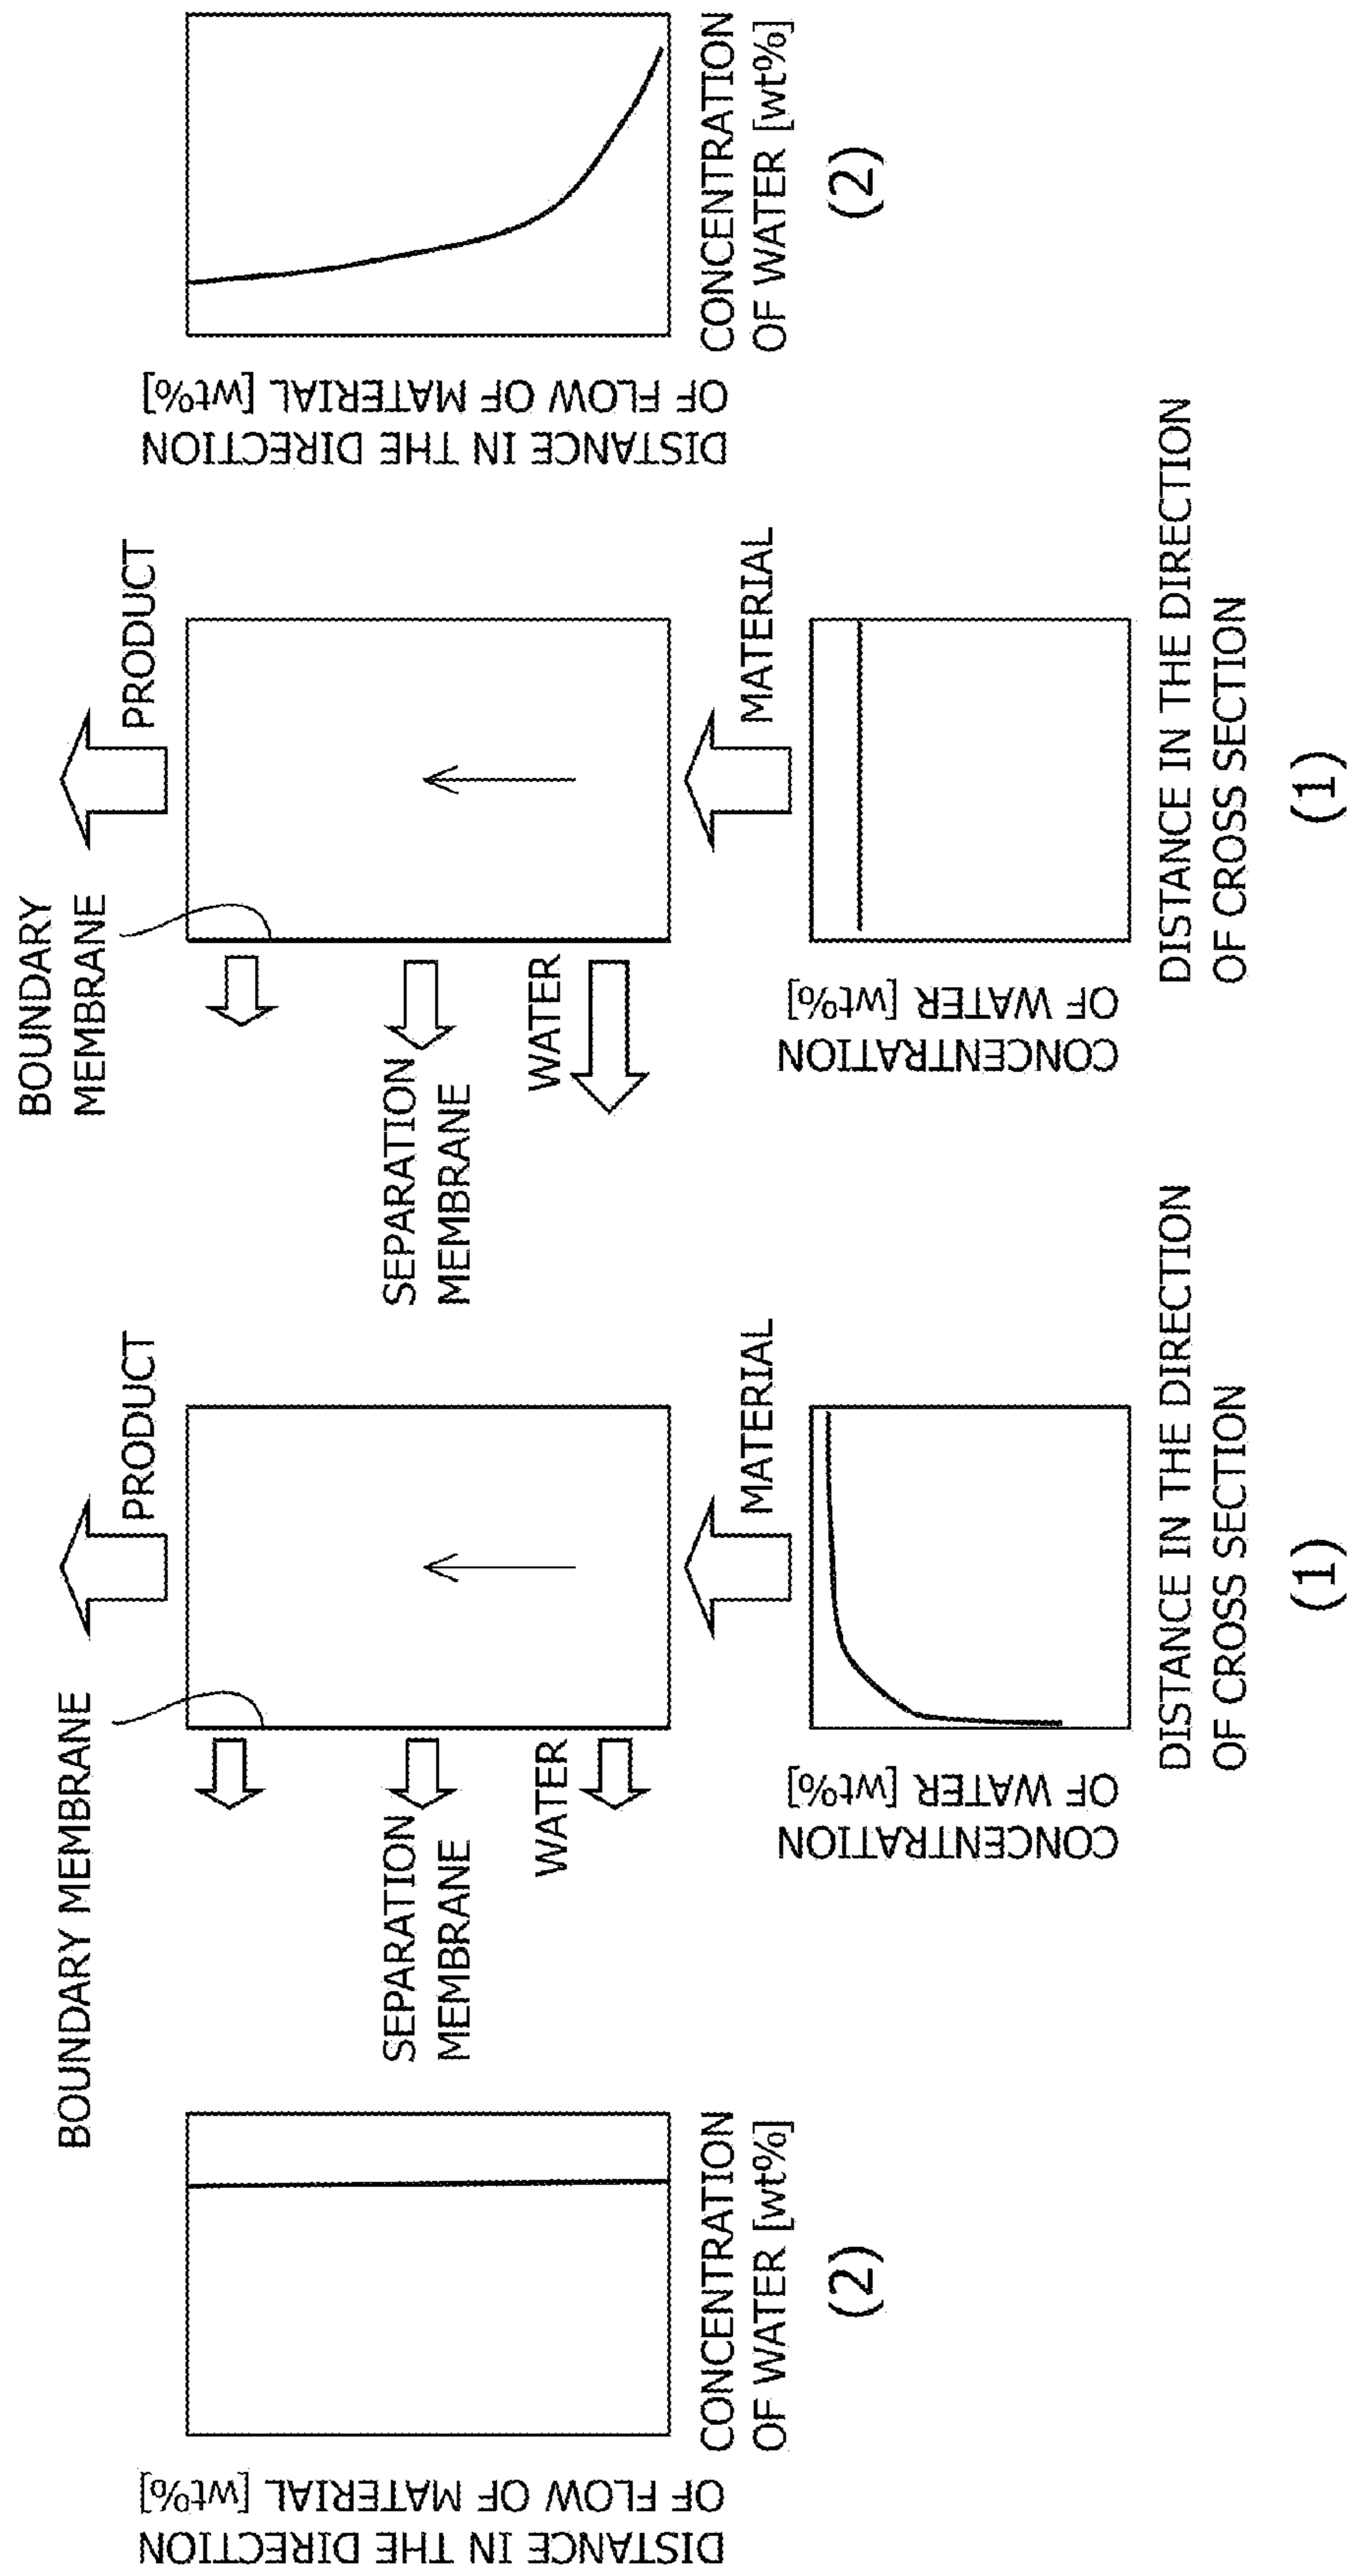 DISTANCE IN THE DIRECTION
OF FLOW OF MATERIAL [wt%]
CONCENTRATION
OF WATER [wt%]
(2)
BOUNDARY MEMBRANE
SEPARATION
MEMBRANE
WATER
PRODUCT
MATERIAL
CONCENTRATION
OF WATER [wt%]
DISTANCE IN THE DIRECTION
OF CROSS SECTION
(1)
BOUNDARY
MEMBRANE
SEPARATION
MEMBRANE
WATER
PRODUCT
MATERIAL
CONCENTRATION
OF WATER [wt%]
DISTANCE IN THE DIRECTION
OF CROSS SECTION
(1)
DISTANCE IN THE DIRECTION
OF FLOW OF MATERIAL [wt%]
CONCENTRATION
OF WATER [wt%]
(2)